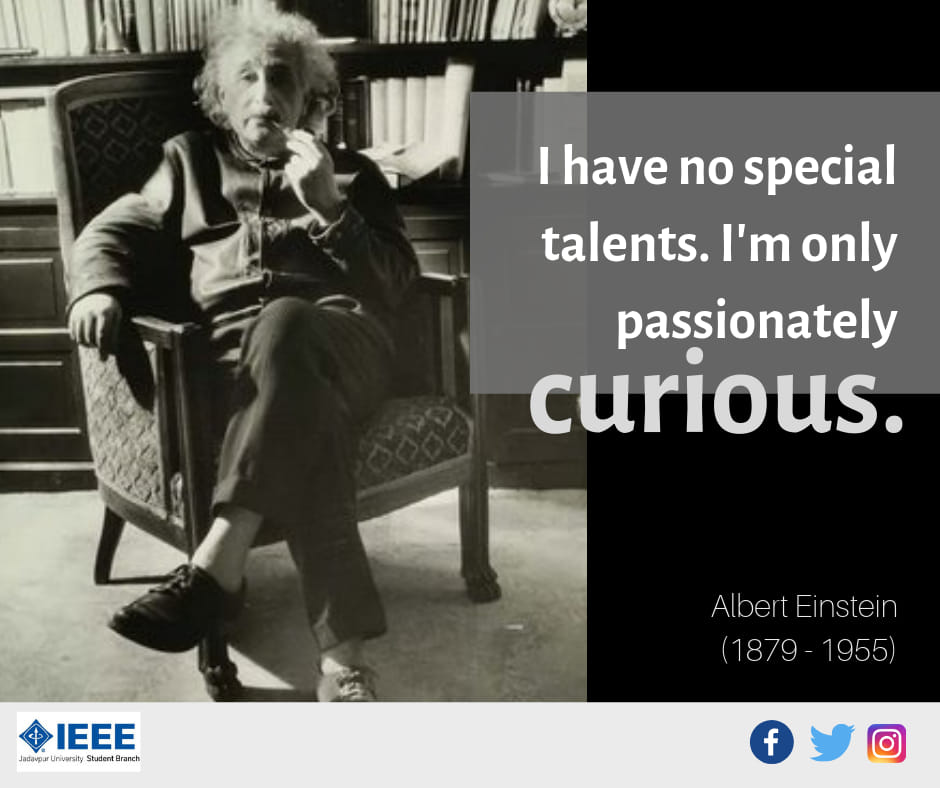 I have no special
talents. I'm only
passionately
curious.
Albert Einstein
(1879 - 1955)
IEEE
Jadavpur University Student Branch